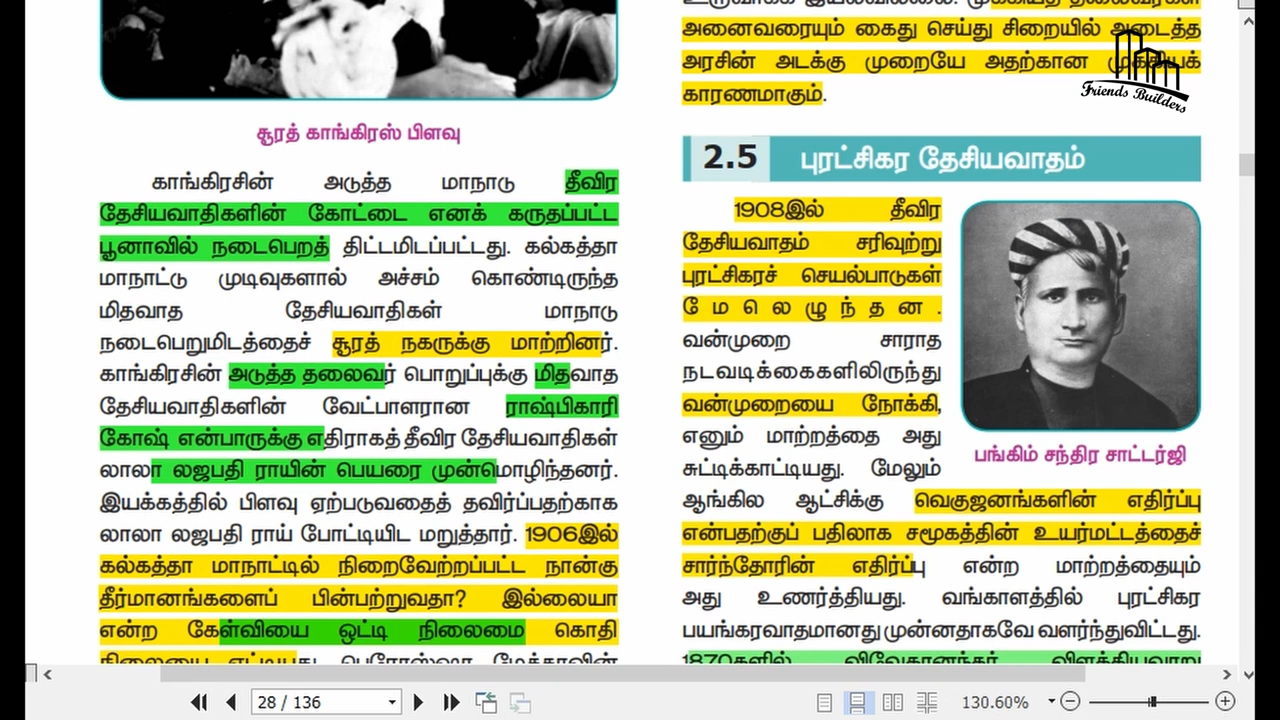 சூரத் காங்கிரஸ் பிளவு
காங்கிரசின் அடுத்த மாநாடு தீவிர
தேசியவாதிகளின் கோட்டை எனக் கருதப்பட்ட
பூனாவில் நடைபெறத் திட்டமிடப்பட்டது. கல்கத்தா
மாநாட்டு முடிவுகளால் அச்சம் கொண்டிருந்த
மிதவாத தேசியவாதிகள் மாநாடு
நடைபெறுமிடத்தைச் சூரத் நகருக்கு மாற்றினர்.
காங்கிரசின் அடுத்த தலைவர் பொறுப்புக்கு மிதவாத
தேசியவாதிகளின் வேட்பாளரான ராஷ்பிகாரி
கோஷ் என்பாருக்கு எதிராகத் தீவிர தேசியவாதிகள்
லாலா லஜபதி ராயின் பெயரை முன்மொழிந்தனர்.
இயக்கத்தில் பிளவு ஏற்படுவதைத் தவிர்ப்பதற்காக
லாலா லஜபதி ராய் போட்டியிட மறுத்தார். 1906இல்
கல்கத்தா மாநாட்டில் நிறைவேற்றப்பட்ட நான்கு
தீர்மானங்களைப் பின்பற்றுவதா? இல்லையா
என்ற கேள்வியை ஒட்டி நிலைமை கொதி
அனைவரையும் கைது செய்து சிறையில் அடைத்த
அரசின் அடக்கு முறையே அதற்கான முக்கியக்
காரணமாகும்.
Friends Builders
2.5 புரட்சிகர தேசியவாதம்
1908இல் தீவிர
தேசியவாதம் சரிவுற்று
புரட்சிகரச் செயல்பாடுகள்
மேலெழுந்தன.
வன்முறை சாராத
நடவடிக்கைகளிலிருந்து
வன்முறையை நோக்கி,
எனும் மாற்றத்தை அது
சுட்டிக்காட்டியது. மேலும்
பங்கிம் சந்திர சாட்டர்ஜி
ஆங்கில ஆட்சிக்கு வெகுஜனங்களின் எதிர்ப்பு
என்பதற்குப் பதிலாக சமூகத்தின் உயர்மட்டத்தைச்
சார்ந்தோரின் எதிர்ப்பு என்ற மாற்றத்தையும்
அது உணர்த்தியது. வங்காளத்தில் புரட்சிகர
பயங்கரவாதமானது முன்னதாகவே வளர்ந்துவிட்டது.
1870களில் விவேகானந்தர்
28 / 136
130.60%